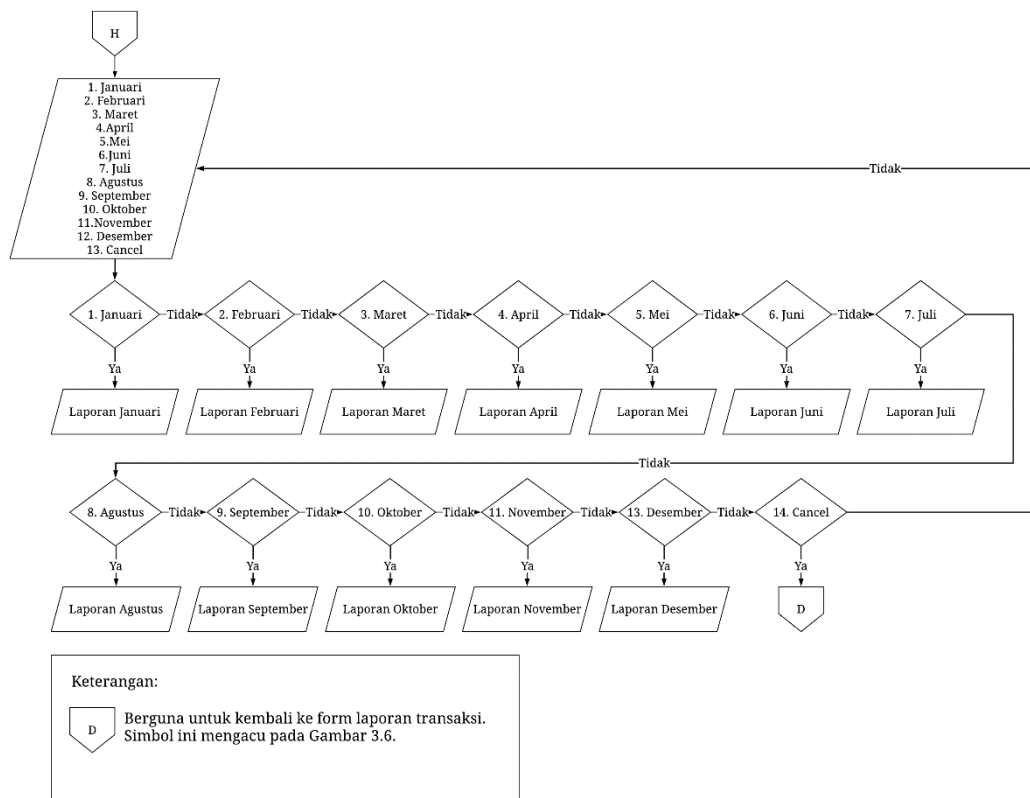 H
1. Januari
2. Februari
3. Maret
4.April
5.Mei
6.Juni
7. Juli
8. Agustus
9. September
10. Oktober
11.November
12. Desember
13. Cancel
Tidak
1. Januari
Tidak
2. Februari
Tidak
3. Maret
Tidak
4. April
Tidak
5. Mei
Tidak
6. Juni
Tidak
7. Juli
Ya
Ya
Ya
Ya
Ya
Ya
Ya
Laporan Januari
Laporan Februari
Laporan Maret
Laporan April
Laporan Mei
Laporan Juni
Laporan Juli
Tidak
8. Agustus
Tidak
9. September
Tidak
10. Oktober
Tidak
11. November
Tidak
13. Desember
Tidak
14. Cancel
Ya
Ya
Ya
Ya
Ya
Ya
Laporan Agustus
Laporan September
Laporan Oktober
Laporan November
Laporan Desember
D
Keterangan:
D
Berguna untuk kembali ke form laporan transaksi.
Simbol ini mengacu pada Gambar 3.6.